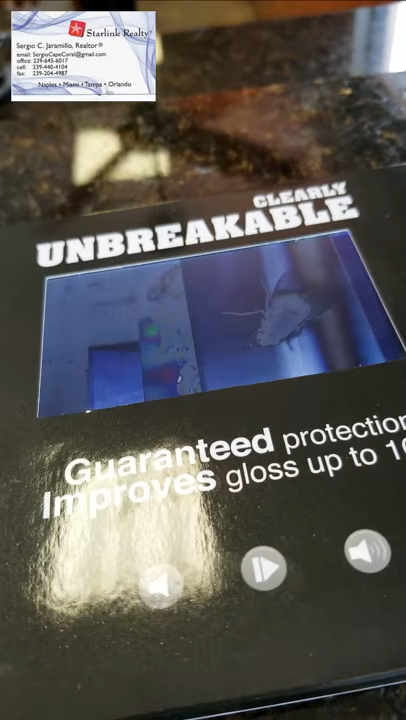 Starlink Realty
Sergio C. Jaramillo, Realtor®
email: SergioCapeCoral@gmail.com
office: 239-645-6017
cell: 239-440-4104
fax: 239-204-4987
Naples • Miami • Tampa • Orlando
CLEARLY
UNBREAKABLE
Guaranteed protection
Improves gloss up to